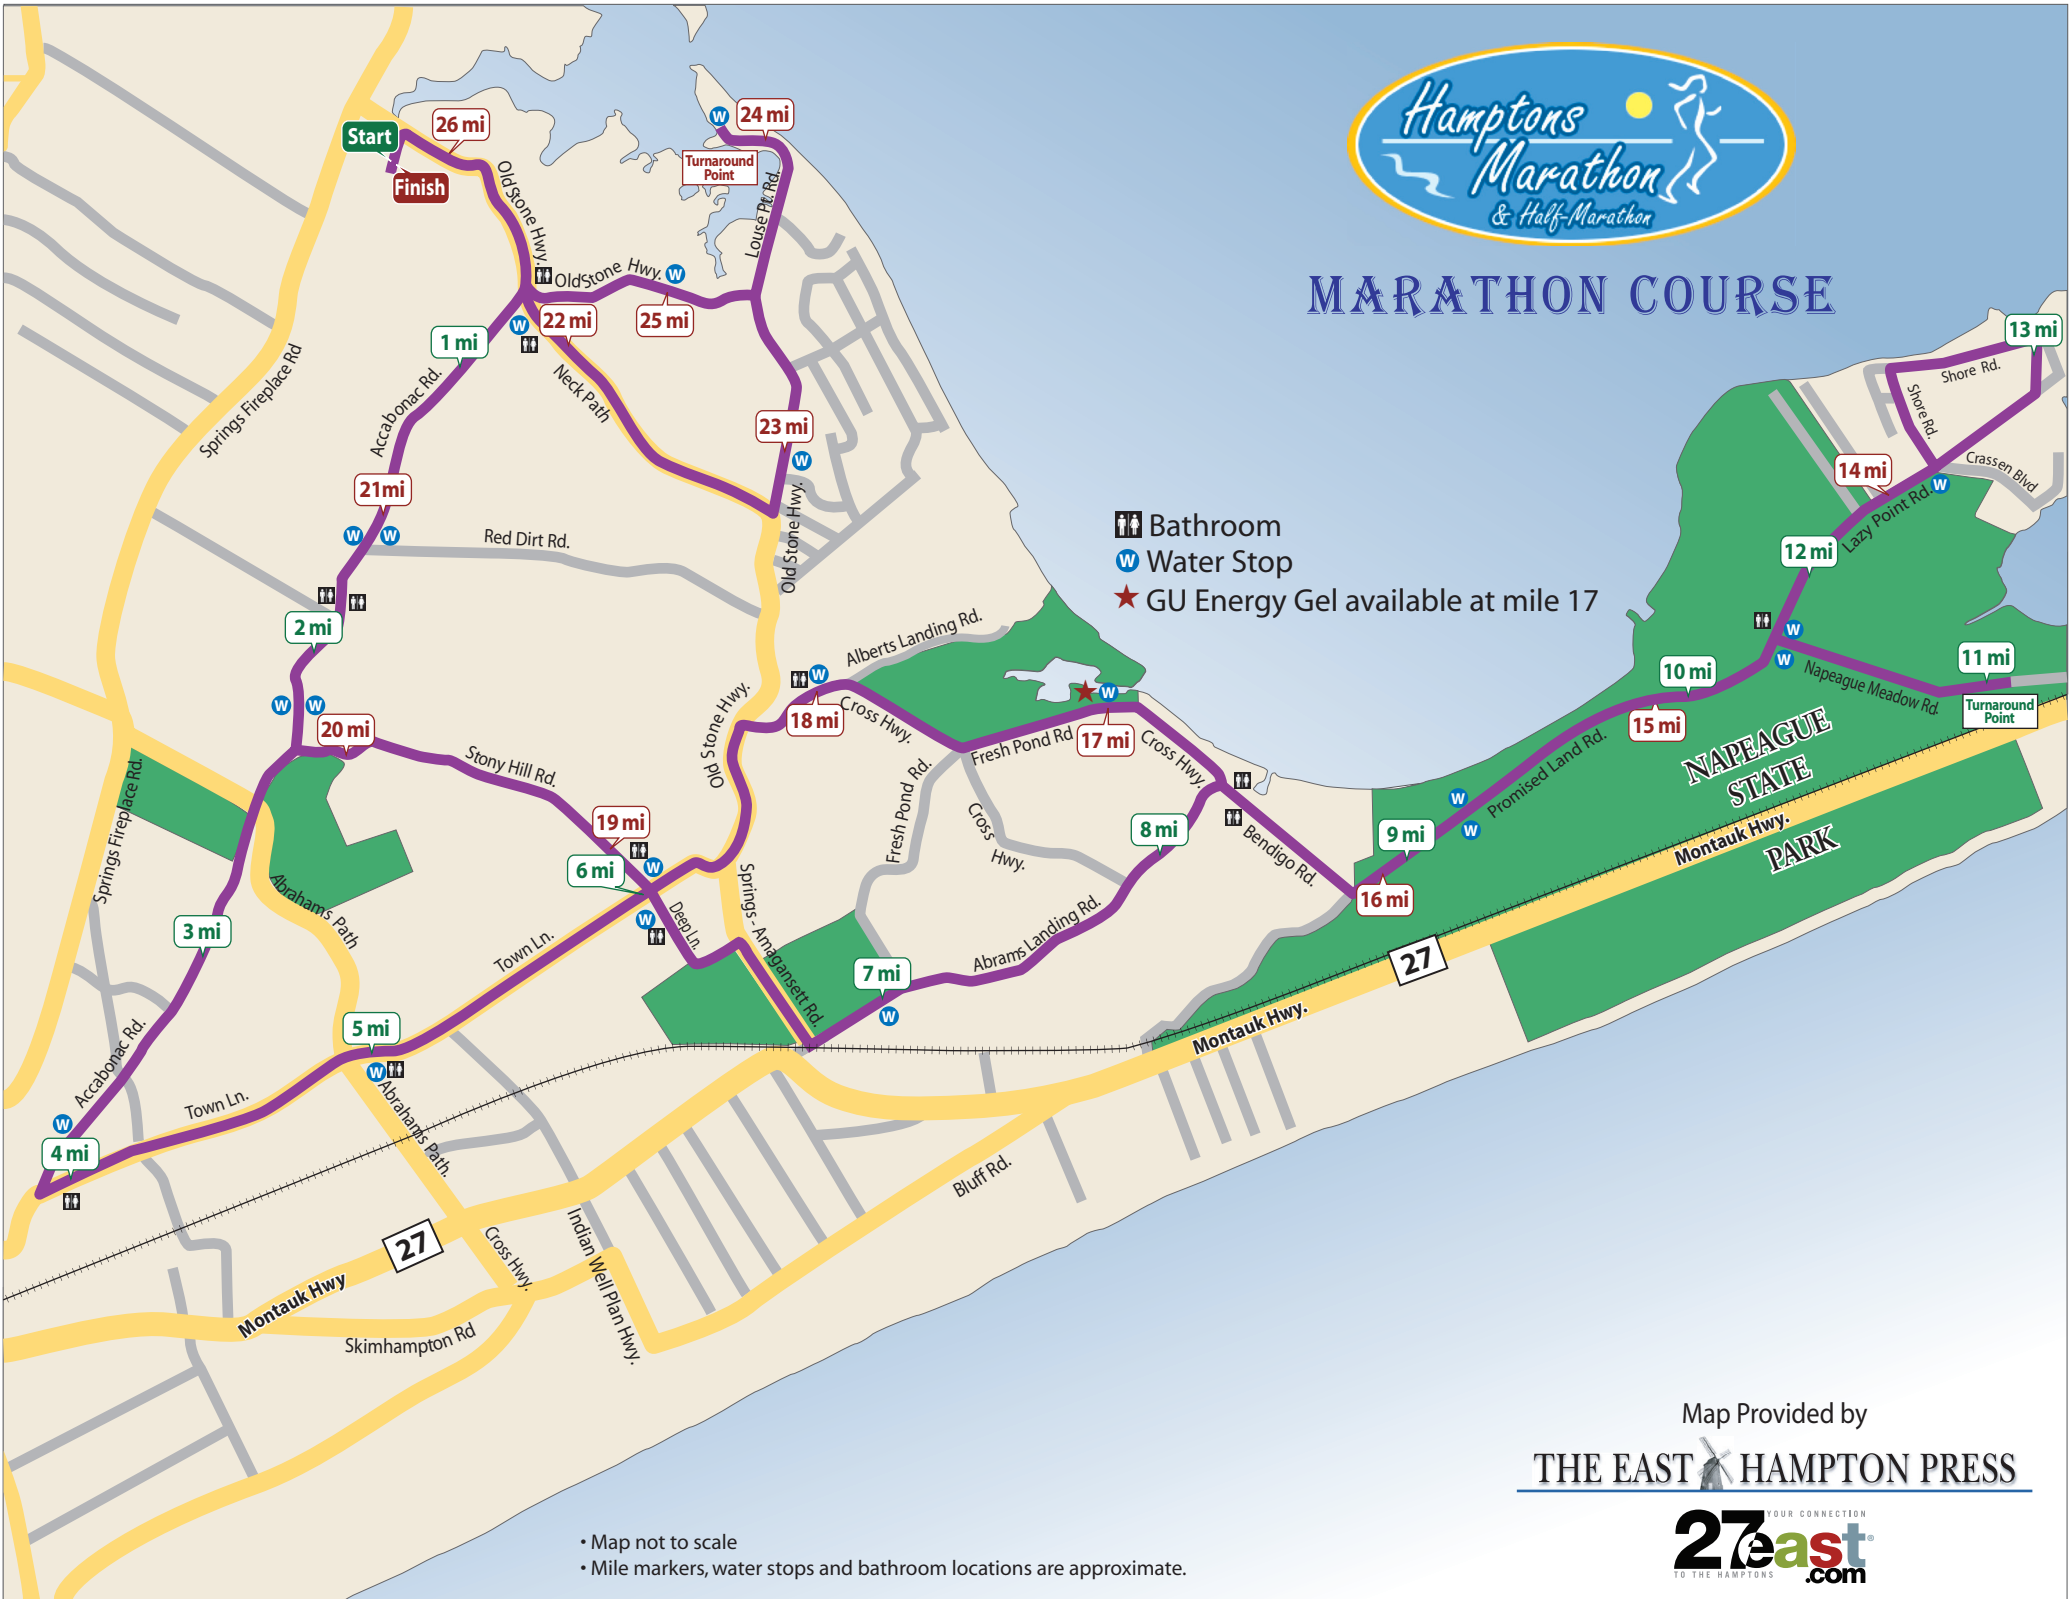 Hamptons
Marathon
& Half-Marathon
MARATHON COURSE
Start
Finish
26 mi
24 mi
Turnaround
Point
Old Stone Hwy.
Louse Pt. Rd.
OldStone Hwy.
22 mi
25 mi
1 mi
Accabonac Rd.
Neck Path
Springs Fireplace Rd
23 mi
21mi
Old Stone Hwy.
Red Dirt Rd.
2 mi
20 mi
Stony Hill Rd.
19 mi
6 mi
Old Stone Hwy.
Alberts Landing Rd.
18 mi
Cross Hwy.
Fresh Pond Rd
17 mi
Cross Hwy.
Fresh Pond Rd.
Cross
Hwy.
8 mi
Bendigo Rd.
9 mi
16 mi
Promised Land Rd.
15 mi
10 mi
11 mi
Turnaround
Point
Napeague Meadow Rd.
12 mi
Lazy Point Rd.
14 mi
13 mi
Shore Rd.
Shore Rd.
Crassen Blvd
NAPEAGUE
STATE
PARK
Montauk Hwy.
27
Montauk Hwy.
Bathroom
W Water Stop
GU Energy Gel available at mile 17
Springs Fireplace Rd.
Abrahams Path
3 mi
Accabonac Rd.
4 mi
Town Ln.
5 mi
Abrahams Path.
Town Ln.
Deep Ln.
Springs - Amagansett Rd.
7 mi
Abrams Landing Rd.
Bluff Rd.
Indian Well Plan Hwy.
Cross Hwy.
27
Montauk Hwy
Skimhampton Rd
• Map not to scale
• Mile markers, water stops and bathroom locations are approximate.
Map Provided by
THE EAST HAMPTON PRESS
YOUR CONNECTION
27east®
TO THE HAMPTONS
.com